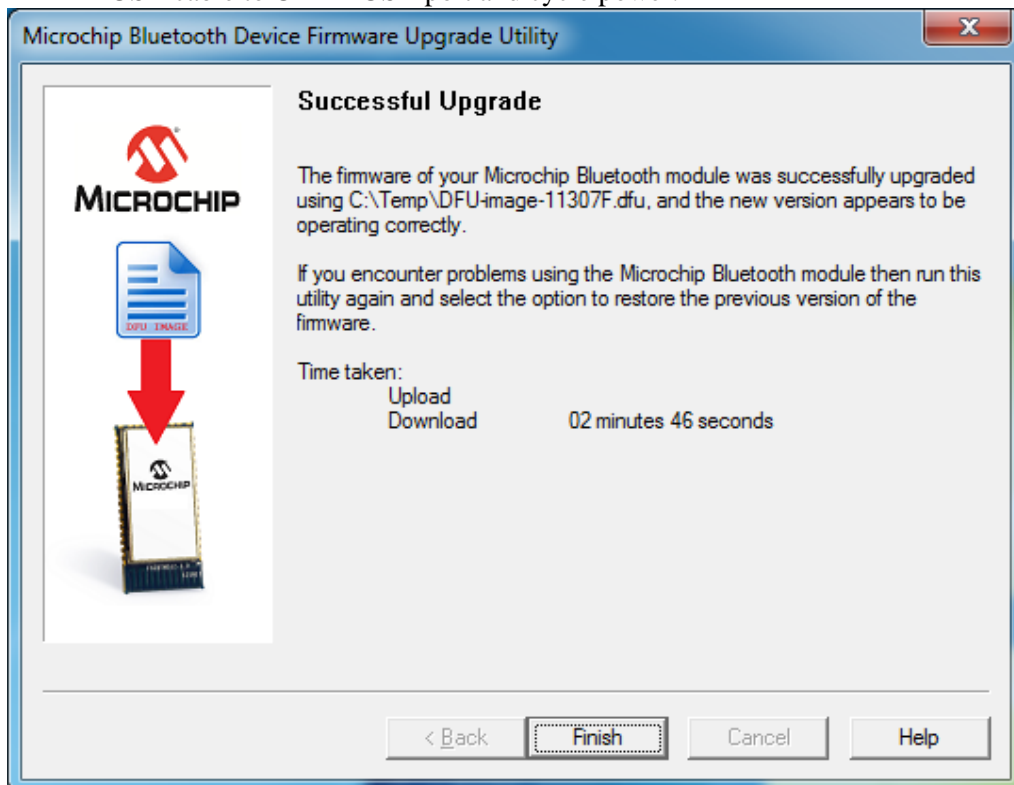 Microchip Bluetooth Device Firmware Upgrade Utility
Successful Upgrade
MICROCHIP
The firmware of your Microchip Bluetooth module was successfully upgraded
using C:\Temp\DFU-image-11307F.dfu, and the new version appears to be
operating correctly.
If you encounter problems using the Microchip Bluetooth module then run this
utility again and select the option to restore the previous version of the
firmware.
DFU IMAGE
Time taken:
Upload
Download 02 minutes 46 seconds
MICROCHIP
< Back
Finish
Cancel
Help